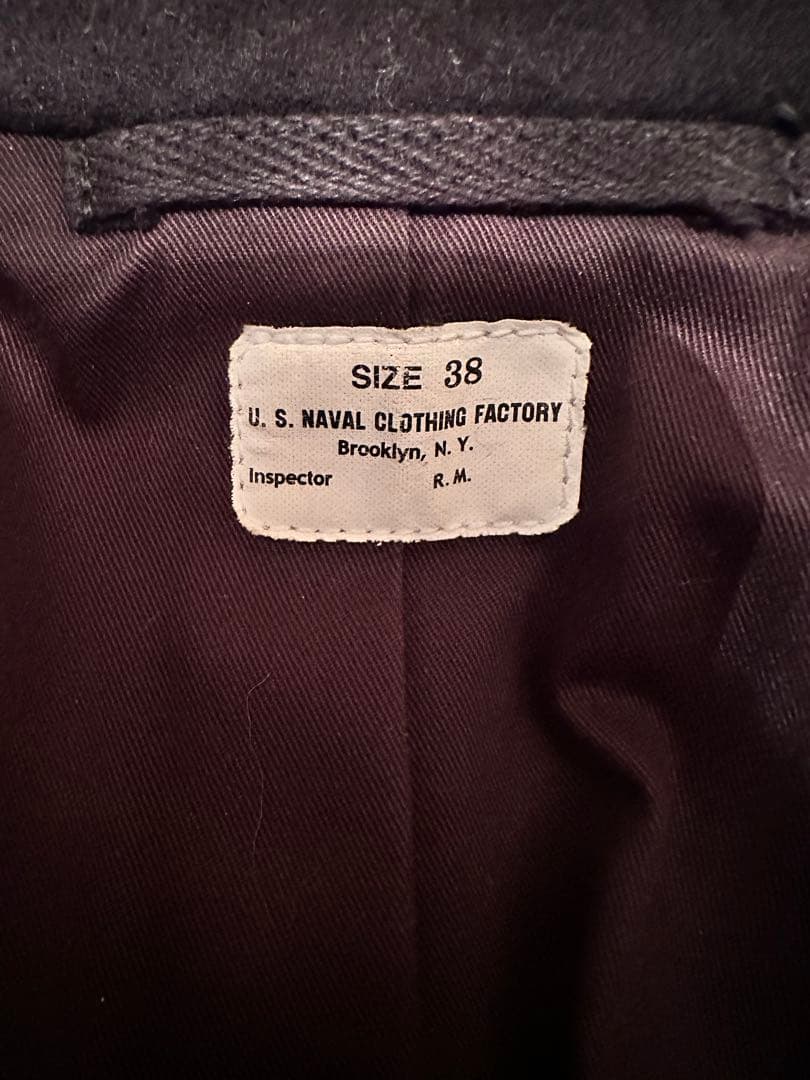 SIZE 38
U. S. NAVAL CLOTHING FACTORY
Brooklyn, N. Y.
Inspector R. M.